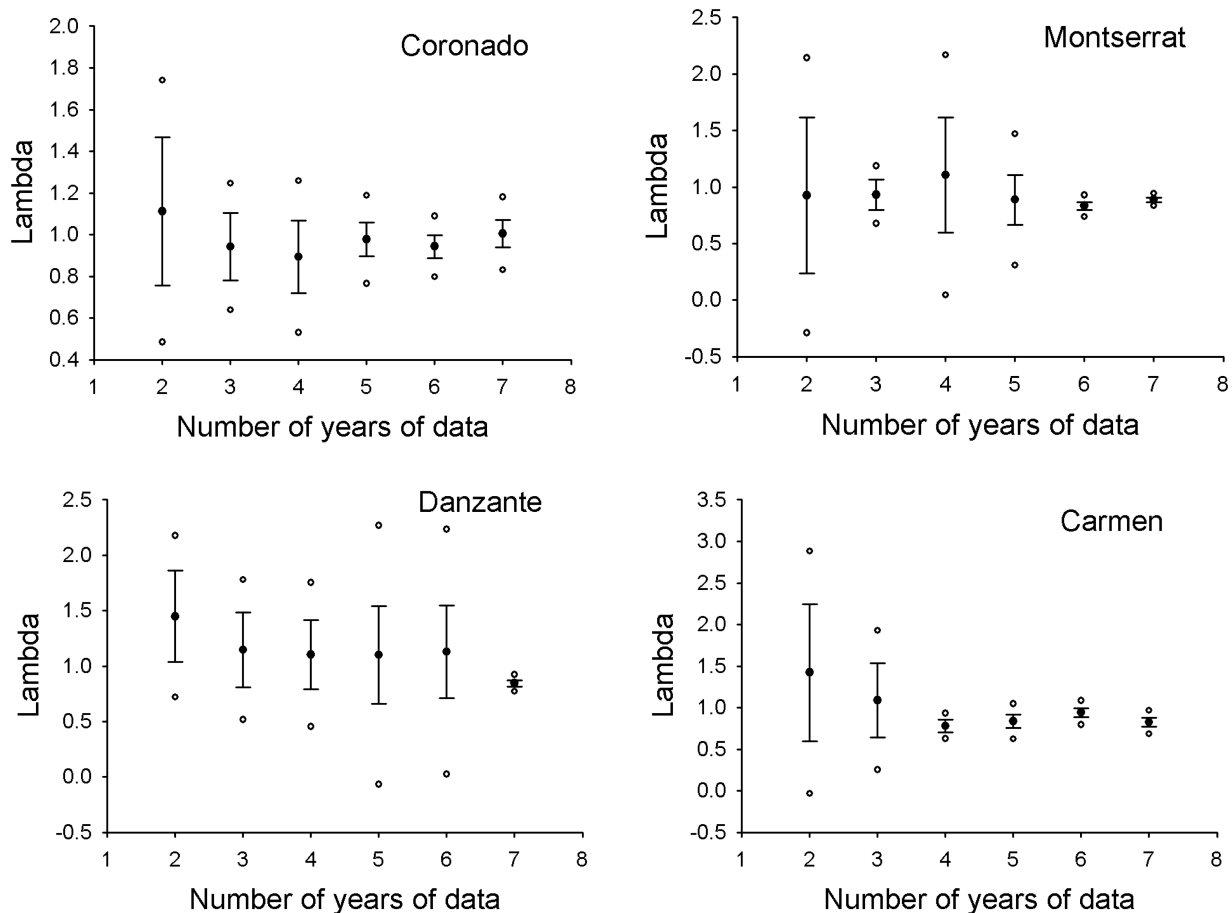 Coronado
Lambda
2.0
1.8
1.6
1.4
1.2
1.0
0.8
0.6
0.4
1 2 3 4 5 6 7 8
Number of years of data
Montserrat
Lambda
2.5
2.0
1.5
1.0
0.5
0.0
-0.5
1 2 3 4 5 6 7 8
Number of years of data
Danzante
Lambda
2.5
2.0
1.5
1.0
0.5
0.0
-0.5
1 2 3 4 5 6 7 8
Number of years of data
Carmen
Lambda
3.5
3.0
2.5
2.0
1.5
1.0
0.5
0.0
-0.5
1 2 3 4 5 6 7 8
Number of years of data